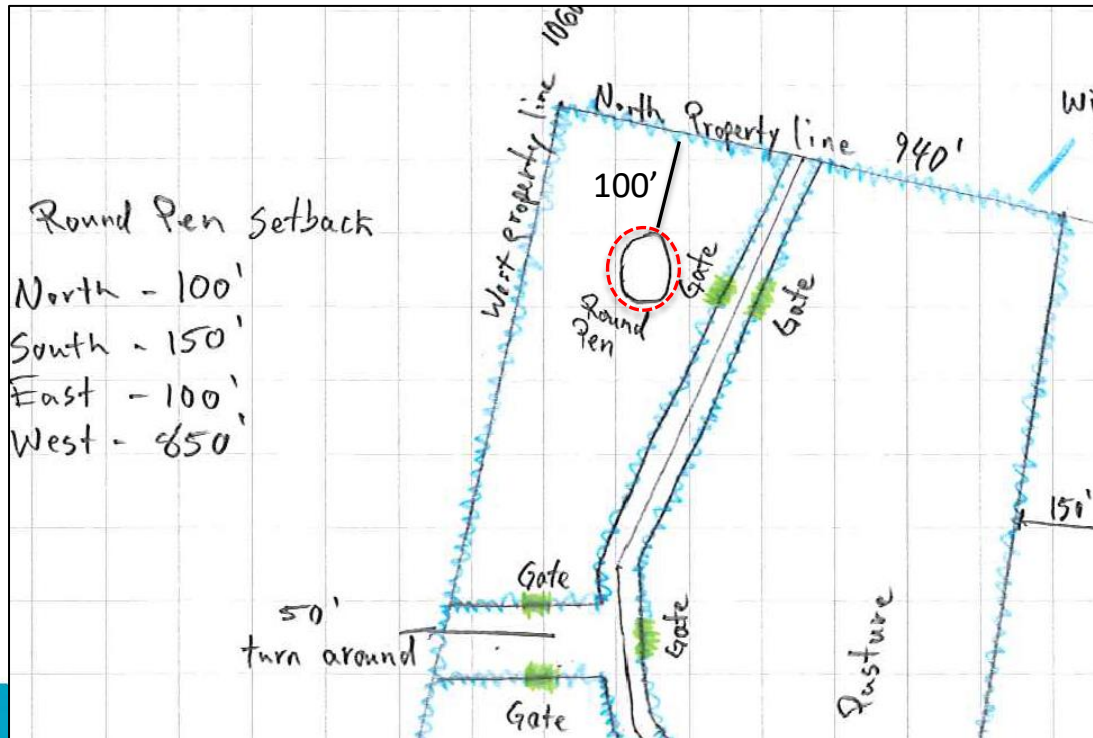 1060
West property line
North Property line 940'
Wi
100'
Round Pen Setback
North - 100'
South - 150'
East - 100'
West - 850'
Round
Pen
Gate
Gate
150'
Gate
50'
turn around
Gate
Gate
Pasture